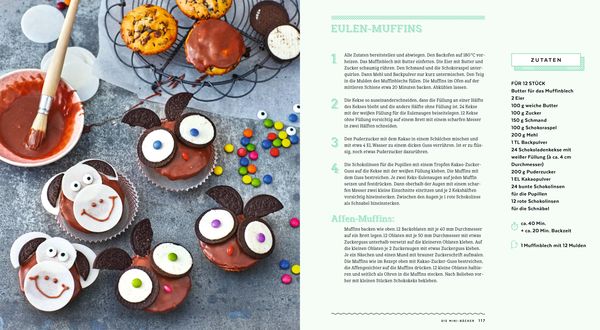 EULEN-MUFFINS
1 Alle Zutaten bereitstellen und abwiegen. Den Backofen auf 180 °C vor-
heizen. Das Muffinblech mit Butter einfetten. Die Eier mit Butter und
Zucker schaumig rühren. Den Schmand und die Schokoraspel unter-
quirlen. Dann Mehl und Backpulver nur kurz untermischen. Den Teig
in die Mulden des Muffinblechs füllen. Die Muffins im Ofen auf der
mittleren Schiene etwa 20 Minuten backen. Abkühlen lassen.
2 Die Kekse so auseinanderschneiden, dass die Füllung an einer Hälfte
des Kekses bleibt und die andere Hälfte ohne Füllung ist. 24 Kekse
mit der weißen Füllung für die Eulenaugen beiseitelegen. 12 Kekse
ohne Füllung vorsichtig auf einem Brett mit einem scharfen Messer
in zwei Hälften schneiden.
3 Den Puderzucker mit dem Kakao in einem Schälchen mischen und
mit etwa 4 EL Wasser zu einem dicken Guss verrühren. Ist er zu flüs-
sig, noch etwas Puderzucker dazurühren.
4 Die Schokolinsen für die Pupillen mit einem Tropfen Kakao-Zucker-
Guss auf die Kekse mit der weißen Füllung kleben. Die Muffins mit
dem Guss bestreichen. Je zwei Keks-Eulenaugen auf jeden Muffin
setzen und festdrücken. Dann oberhalb der Augen mit einem schar-
fen Messer zwei kleine Einschnitte einritzen und je 2 Kekshälften
vorsichtig hineinstecken. Zwischen den Augen je 1 rote Schokolinse
als Schnabel hineinstecken.
Affen-Muffins:
Muffins backen wie oben. 12 Backoblaten mit je 40 mm Durchmesser
auf ein Brett legen. 12 Oblaten mit je 50 mm Durchmesser mit etwas
Zuckerguss unterhalb versetzt auf die kleineren Oblaten kleben. Auf
die kleinen Oblaten je 2 Zuckeraugen mit etwas Zuckerguss kleben.
Je ein Näschen und einen Mund mit brauner Zuckerschrift aufmalen.
Die Muffins wie im Rezept oben mit Kakao-Zucker-Guss bestreichen,
die Affengesichter auf die Muffins drücken. 12 kleine Oblaten halbie-
ren und seitlich als Ohren in die Muffins stecken. Nach Belieben vor-
her mit kleinen Stücken Schokokeks bekleben.
DIE MINI-BÄCKER 117
ZUTATEN
FÜR 12 STÜCK
Butter für das Muffinblech
2 Eier
100 g weiche Butter
100 g Zucker
150 g Schmand
100 g Schokoraspel
200 g Mehl
1 TL Backpulver
24 Schokoladenkekse mit
weißer Füllung (à ca. 4 cm
Durchmesser)
200 g Puderzucker
1 EL Kakaopulver
24 bunte Schokolinsen
für die Pupillen
12 rote Schokolinsen
für die Schnäbel
ca. 40 Min.
+ ca. 20 Min. Backzeit
1 Muffinblech mit 12 Mulden